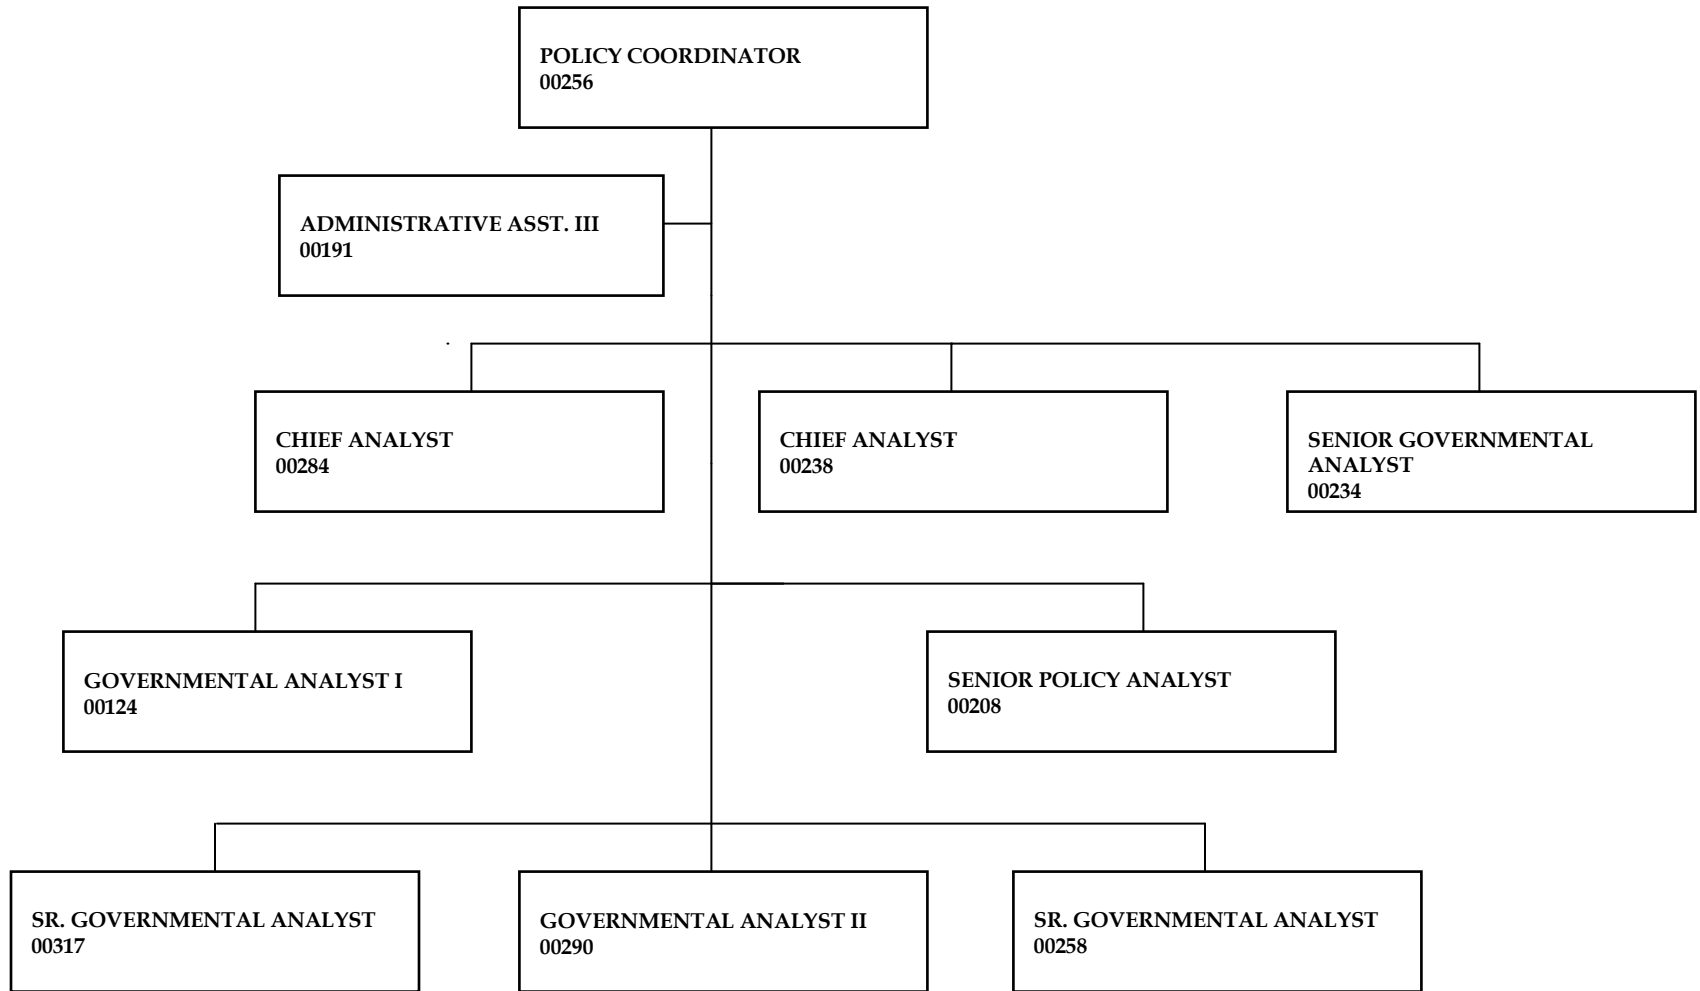 POLICY COORDINATOR
00256
ADMINISTRATIVE ASST. III
00191
CHIEF ANALYST
00284
CHIEF ANALYST
00238
SENIOR GOVERNMENTAL
ANALYST
00234
GOVERNMENTAL ANALYST I
00124
SENIOR POLICY ANALYST
00208
SR. GOVERNMENTAL ANALYST
00317
GOVERNMENTAL ANALYST II
00290
SR. GOVERNMENTAL ANALYST
00258